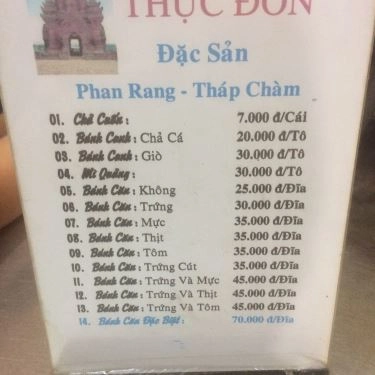 THỰC ĐƠN
Đặc Sản
Phan Rang - Tháp Chàm
01. Chả Cuốn : 7.000 đ/Cái
02. Bánh Canh : Chả Cá 20.000 đ/Tô
03. Bánh Canh : Giò 30.000 đ/Tô
04. Mì Quảng : 30.000 đ/Tô
05. Bánh Căn : Không 25.000 đ/Đĩa
06. Bánh Căn : Trứng 30.000 đ/Đĩa
07. Bánh Căn : Mực 35.000 đ/Đĩa
08. Bánh Căn : Thịt 35.000 đ/Đĩa
09. Bánh Căn : Tôm 35.000 đ/Đĩa
10. Bánh Căn : Trứng Cút 35.000 đ/Đĩa
11. Bánh Căn : Trứng Và Mực 45.000 đ/Đĩa
12. Bánh Căn : Trứng Và Thịt 45.000 đ/Đĩa
13. Bánh Căn : Trứng Và Tôm 45.000 đ/Đĩa
14. Bánh Căn Đặc Biệt : 70.000 đ/Đĩa